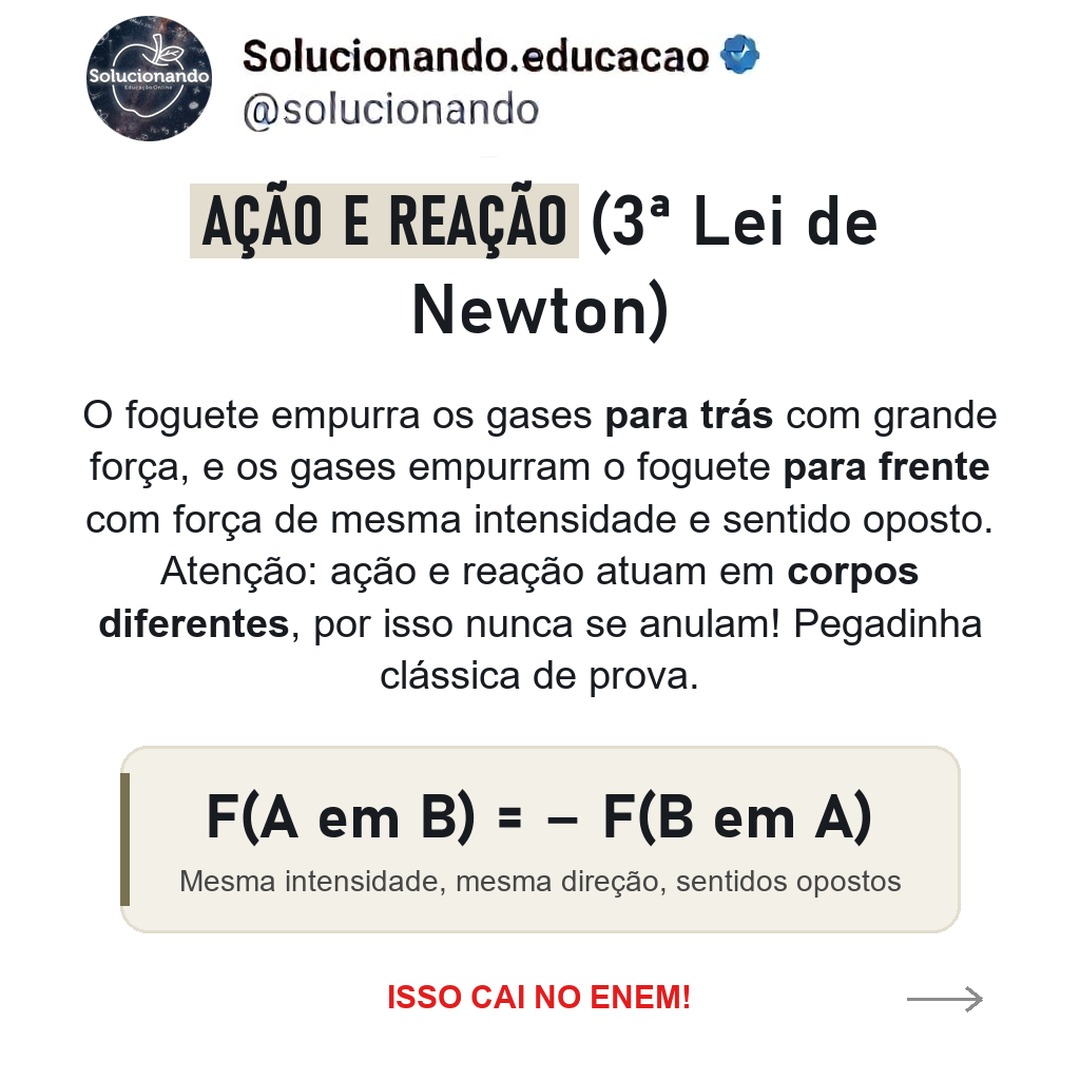 Solucionando
Educação Online
Solucionando.educacao
@solucionando
AÇÃO E REAÇÃO (3ª Lei de
Newton)
O foguete empurra os gases para trás com grande
força, e os gases empurram o foguete para frente
com força de mesma intensidade e sentido oposto.
Atenção: ação e reação atuam em corpos
diferentes, por isso nunca se anulam! Pegadinha
clássica de prova.
F(A em B) = – F(B em A)
Mesma intensidade, mesma direção, sentidos opostos
ISSO CAI NO ENEM!